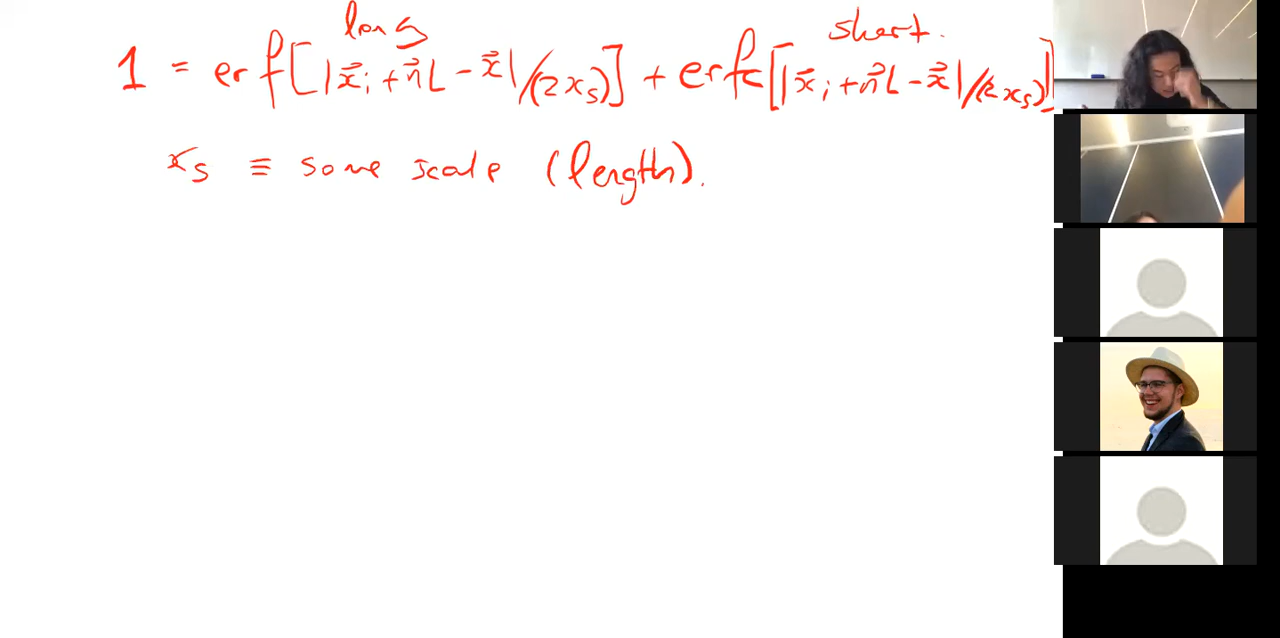 long short.
1 = erf[|x⃗ᵢ + n⃗L - x⃗|/(2xₛ)] + erfc[|x⃗ᵢ + n⃗L - x⃗|/(2xₛ)]
xₛ ≡ some scale (length).